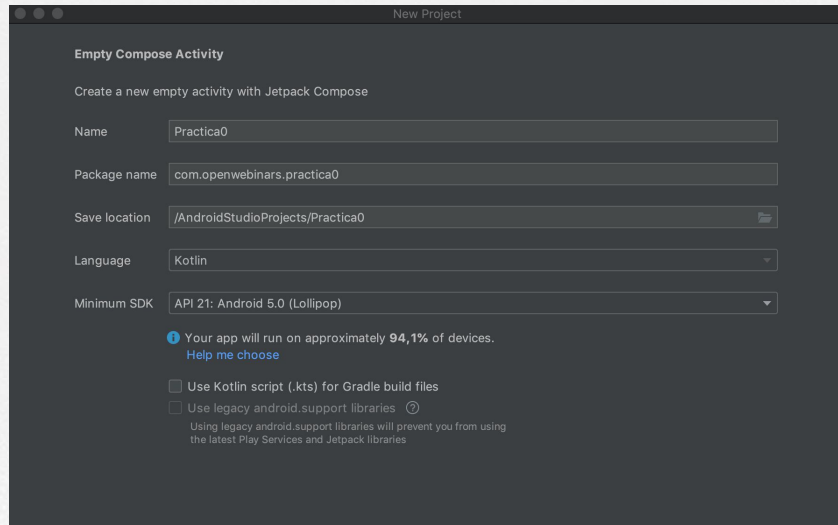 New Project
Empty Compose Activity
Create a new empty activity with Jetpack Compose
Name Practica0
Package name com.openwebinars.practica0
Save location /AndroidStudioProjects/Practica0
Language Kotlin
Minimum SDK API 21: Android 5.0 (Lollipop)
Your app will run on approximately 94,1% of devices.
Help me choose
Use Kotlin script (.kts) for Gradle build files
Use legacy android.support libraries ?
Using legacy android.support libraries will prevent you from using
the latest Play Services and Jetpack libraries